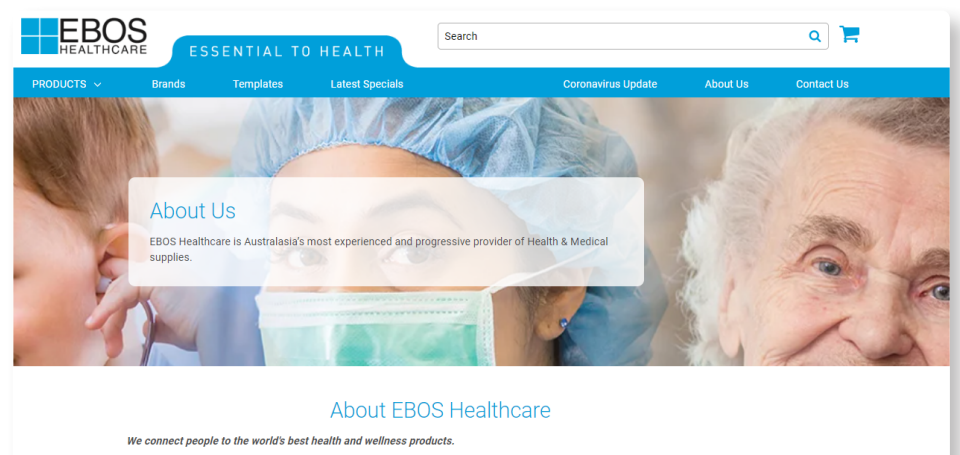 EBOS
HEALTHCARE
ESSENTIAL TO HEALTH
Search
PRODUCTS
Brands
Templates
Latest Specials
Coronavirus Update
About Us
Contact Us
About Us
EBOS Healthcare is Australasia's most experienced and progressive provider of Health & Medical
supplies.
About EBOS Healthcare
We connect people to the world's best health and wellness products.